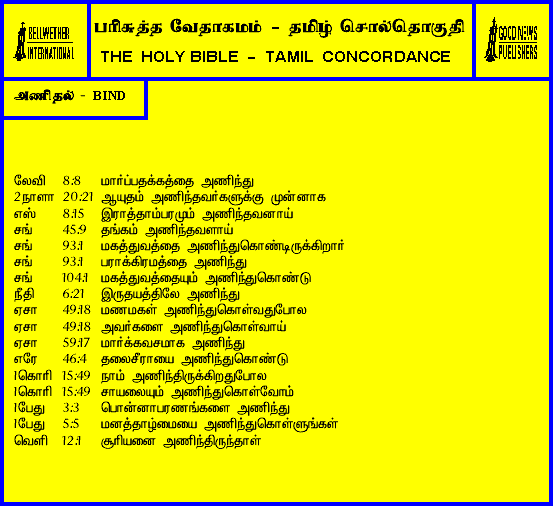 BELLWETHER
INTERNATIONAL
பரிசுத்த வேதாகமம் - தமிழ் சொல்தொகுதி
THE HOLY BIBLE - TAMIL CONCORDANCE
GOOD NEWS
PUBLISHERS
அணிதல் - BIND
லேவி 8:8 மார்ப்பதக்கத்தை அணிந்து
2நாளா 20:21 ஆயுதம் அணிந்தவர்களுக்கு முன்னாக
எஸ் 8:15 இராத்தாம்பரமும் அணிந்தவனாய்
சங் 45:9 தங்கம் அணிந்தவளாய்
சங் 93:1 மகத்துவத்தை அணிந்துகொண்டிருக்கிறார்
சங் 93:1 பராக்கிரமத்தை அணிந்து
சங் 104:1 மகத்துவத்தையும் அணிந்துகொண்டு
நீதி 6:21 இருதயத்திலே அணிந்து
ஏசா 49:18 மணமகள் அணிந்துகொள்வதுபோல
ஏசா 49:18 அவர்களை அணிந்துகொள்வாய்
ஏசா 59:17 மார்க்கவசமாக அணிந்து
எரே 46:4 தலைசீராயை அணிந்துகொண்டு
1கொரி 15:49 நாம் அணிந்திருக்கிறதுபோல
1கொரி 15:49 சாயலையும் அணிந்துகொள்வோம்
1பேது 3:3 பொன்னாபரணங்களை அணிந்து
1பேது 5:5 மனத்தாழ்மையை அணிந்துகொள்ளுங்கள்
வெளி 12:1 சூரியனை அணிந்திருந்தாள்